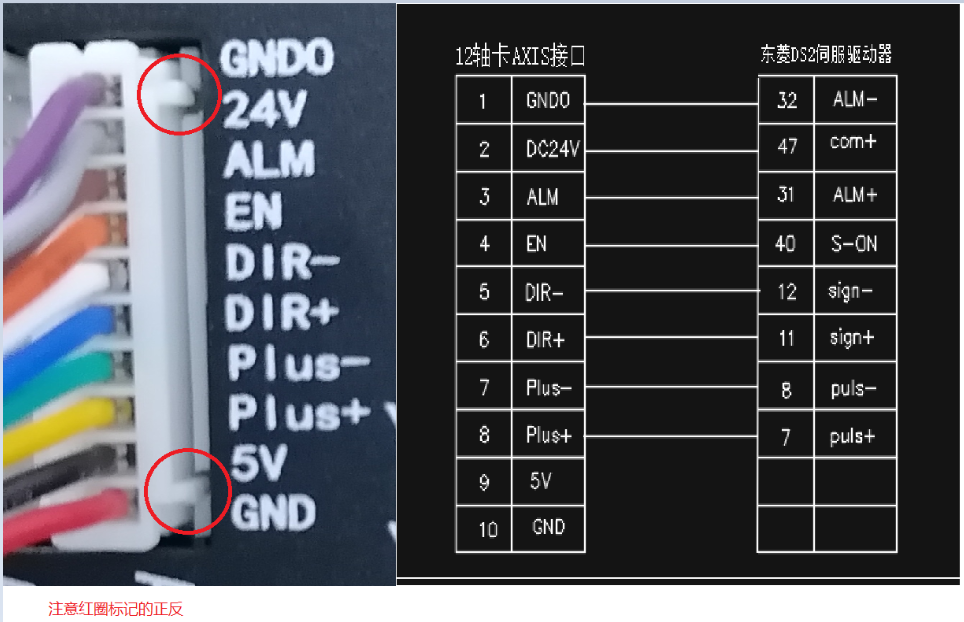 GNDO
24V
ALM
EN
DIR-
DIR+
Plus-
Plus+
5V
GND
12轴卡AXIS接口
东菱DS2伺服驱动器
1 GNDO 32 ALM-
2 DC24V 47 com+
3 ALM 31 ALM+
4 EN 40 S-ON
5 DIR- 12 sign-
6 DIR+ 11 sign+
7 Plus- 8 puls-
8 Plus+ 7 puls+
9 5V
10 GND
注意红圈标记的正反